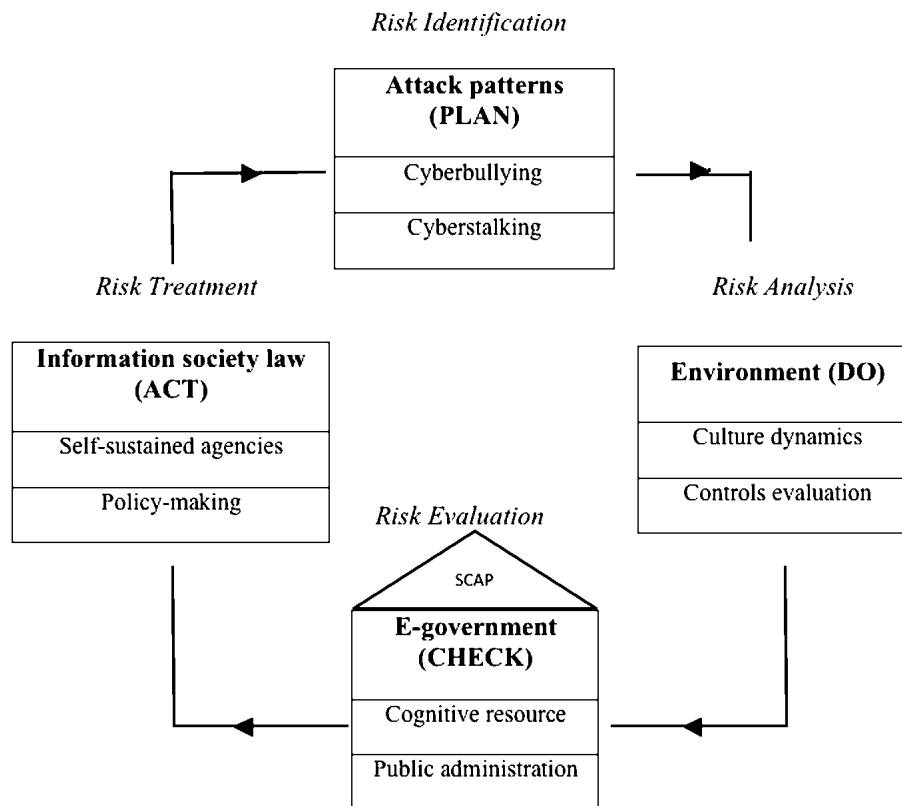 Risk Identification
Attack patterns
(PLAN)
Cyberbullying
Cyberstalking
Risk Treatment
Risk Analysis
Information society law
(ACT)
Self-sustained agencies
Policy-making
Environment (DO)
Culture dynamics
Controls evaluation
Risk Evaluation
SCAP
E-government
(CHECK)
Cognitive resource
Public administration